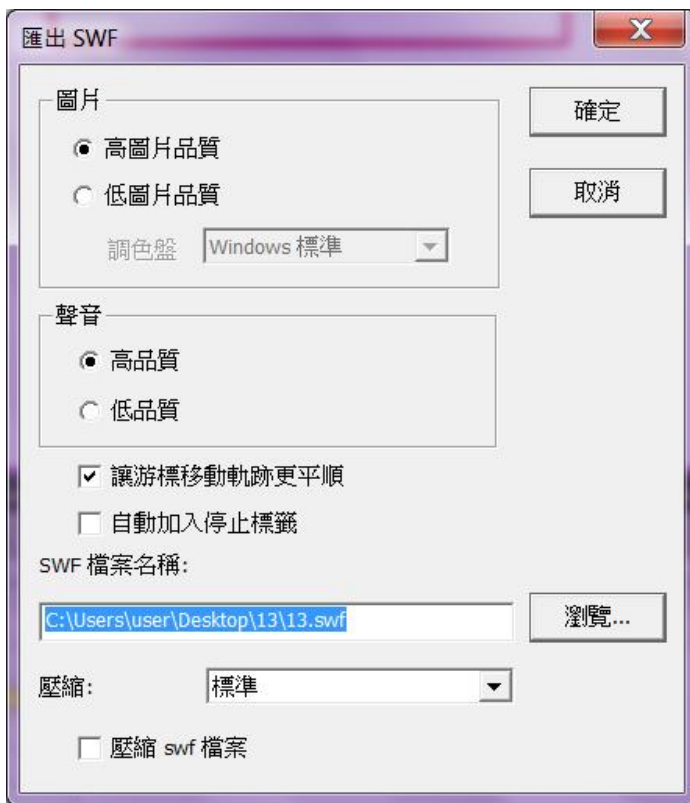 匯出 SWF
圖片
確定
高圖片品質
低圖片品質
取消
調色盤 Windows 標準
聲音
高品質
低品質
讓游標移動軌跡更平順
自動加入停止標籤
SWF 檔案名稱:
C:\Users\user\Desktop\13\13.swf
瀏覽...
壓縮: 標準
壓縮 swf 檔案